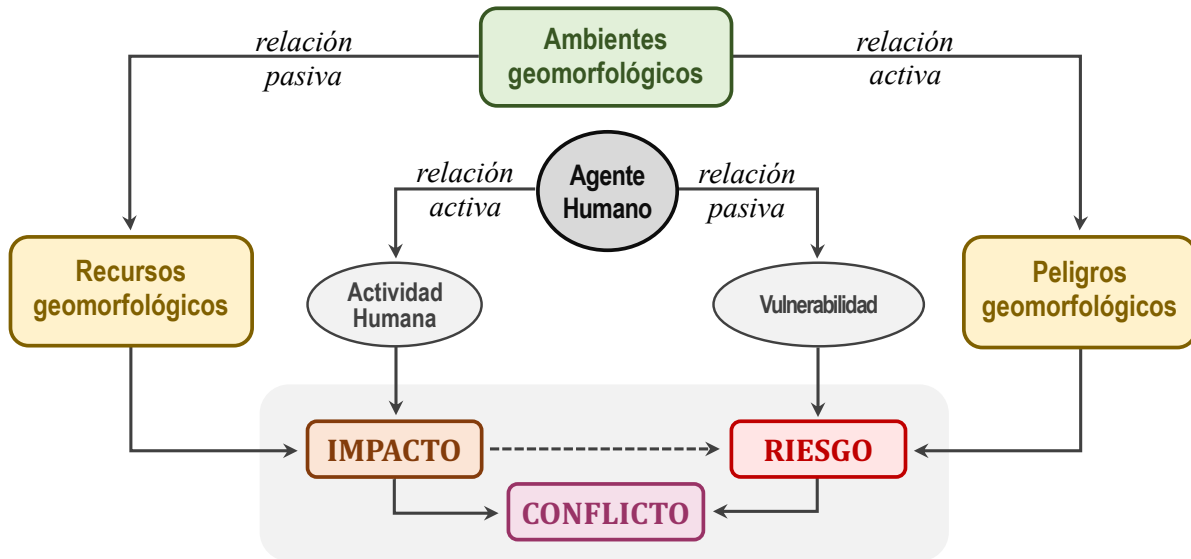 Ambientes
geomorfológicos
relación
pasiva
relación
activa
Agente
Humano
relación
activa
relación
pasiva
Recursos
geomorfológicos
Actividad
Humana
Vulnerabilidad
Peligros
geomorfológicos
IMPACTO
RIESGO
CONFLICTO